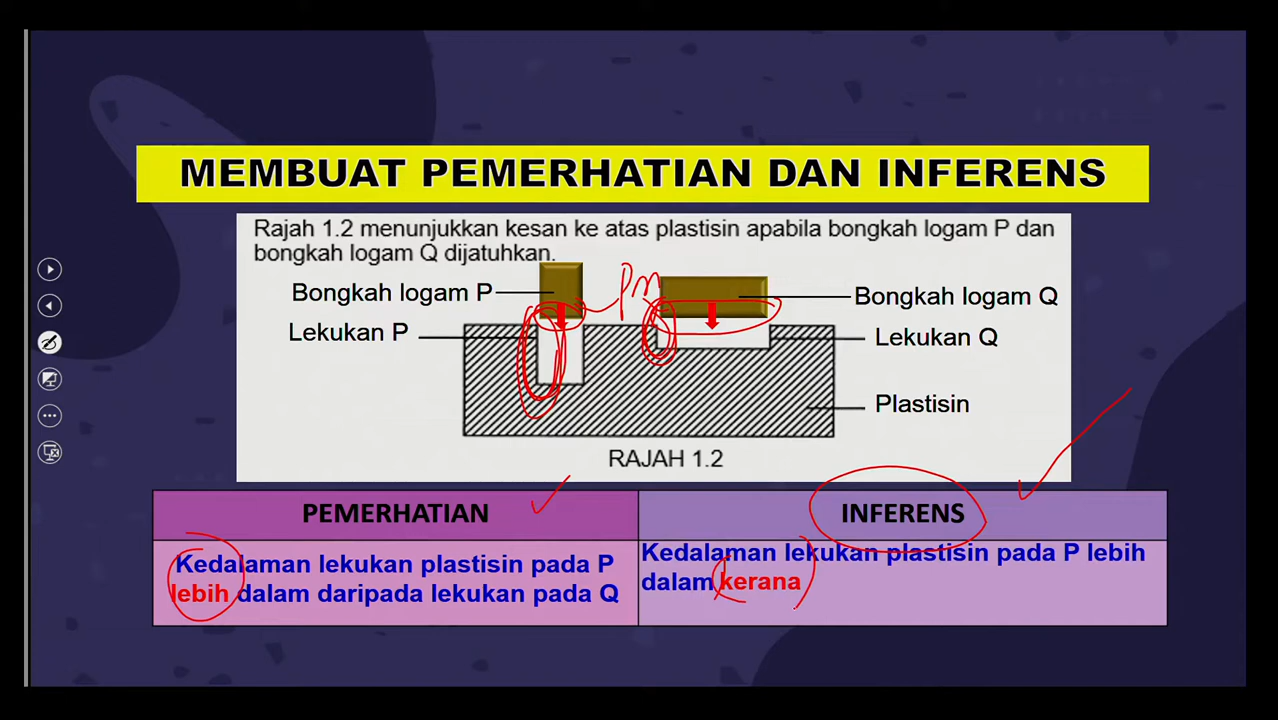 MEMBUAT PEMERHATIAN DAN INFERENS
Rajah 1.2 menunjukkan kesan ke atas plastisin apabila bongkah logam P dan
bongkah logam Q dijatuhkan.
Bongkah logam P
PM
Bongkah logam Q
Lekukan P
Lekukan Q
Plastisin
RAJAH 1.2
PEMERHATIAN
INFERENS
Kedalaman lekukan plastisin pada P
lebih dalam daripada lekukan pada Q
Kedalaman lekukan plastisin pada P lebih
dalam kerana